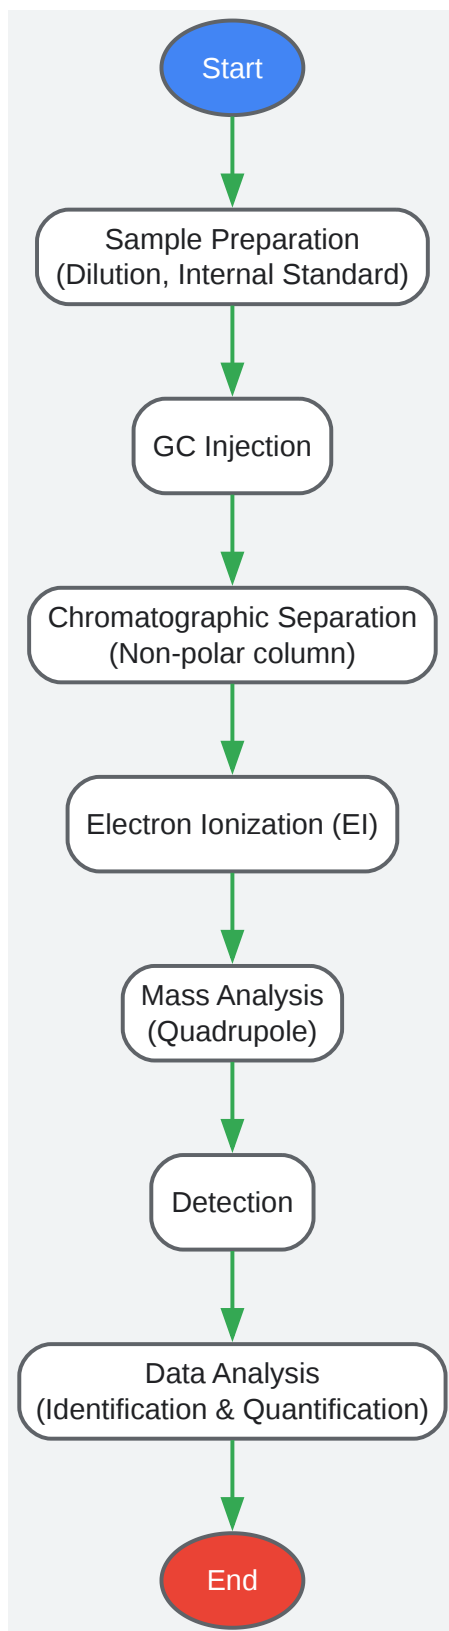 Start
Sample Preparation
(Dilution, Internal Standard)
GC Injection
Chromatographic Separation
(Non-polar column)
Electron Ionization (EI)
Mass Analysis
(Quadrupole)
Detection
Data Analysis
(Identification & Quantification)
End